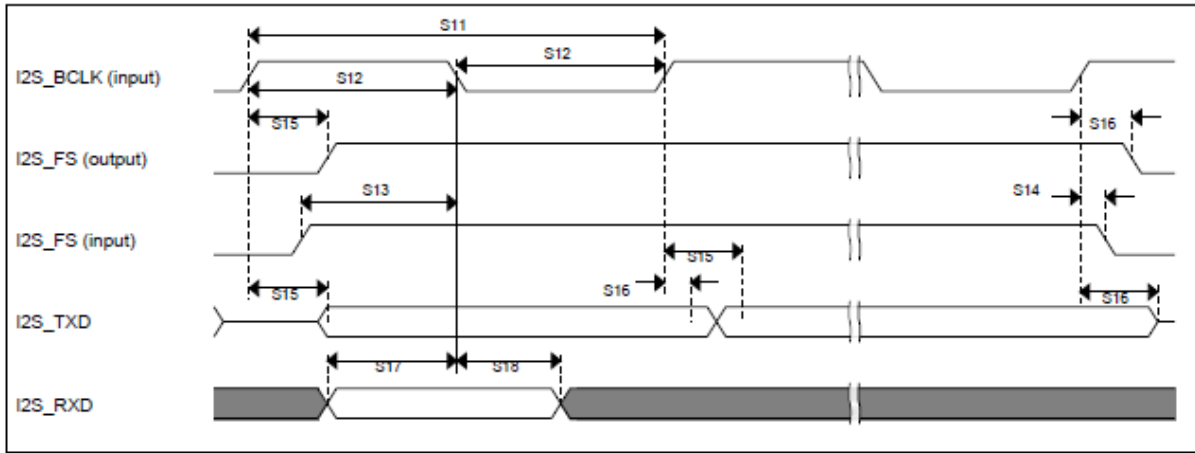 S11
I2S_BCLK (input)
S12
S12
S15
S16
I2S_FS (output)
S13
S14
I2S_FS (input)
S15
S15
S16
S16
I2S_TXD
S17
S18
I2S_RXD